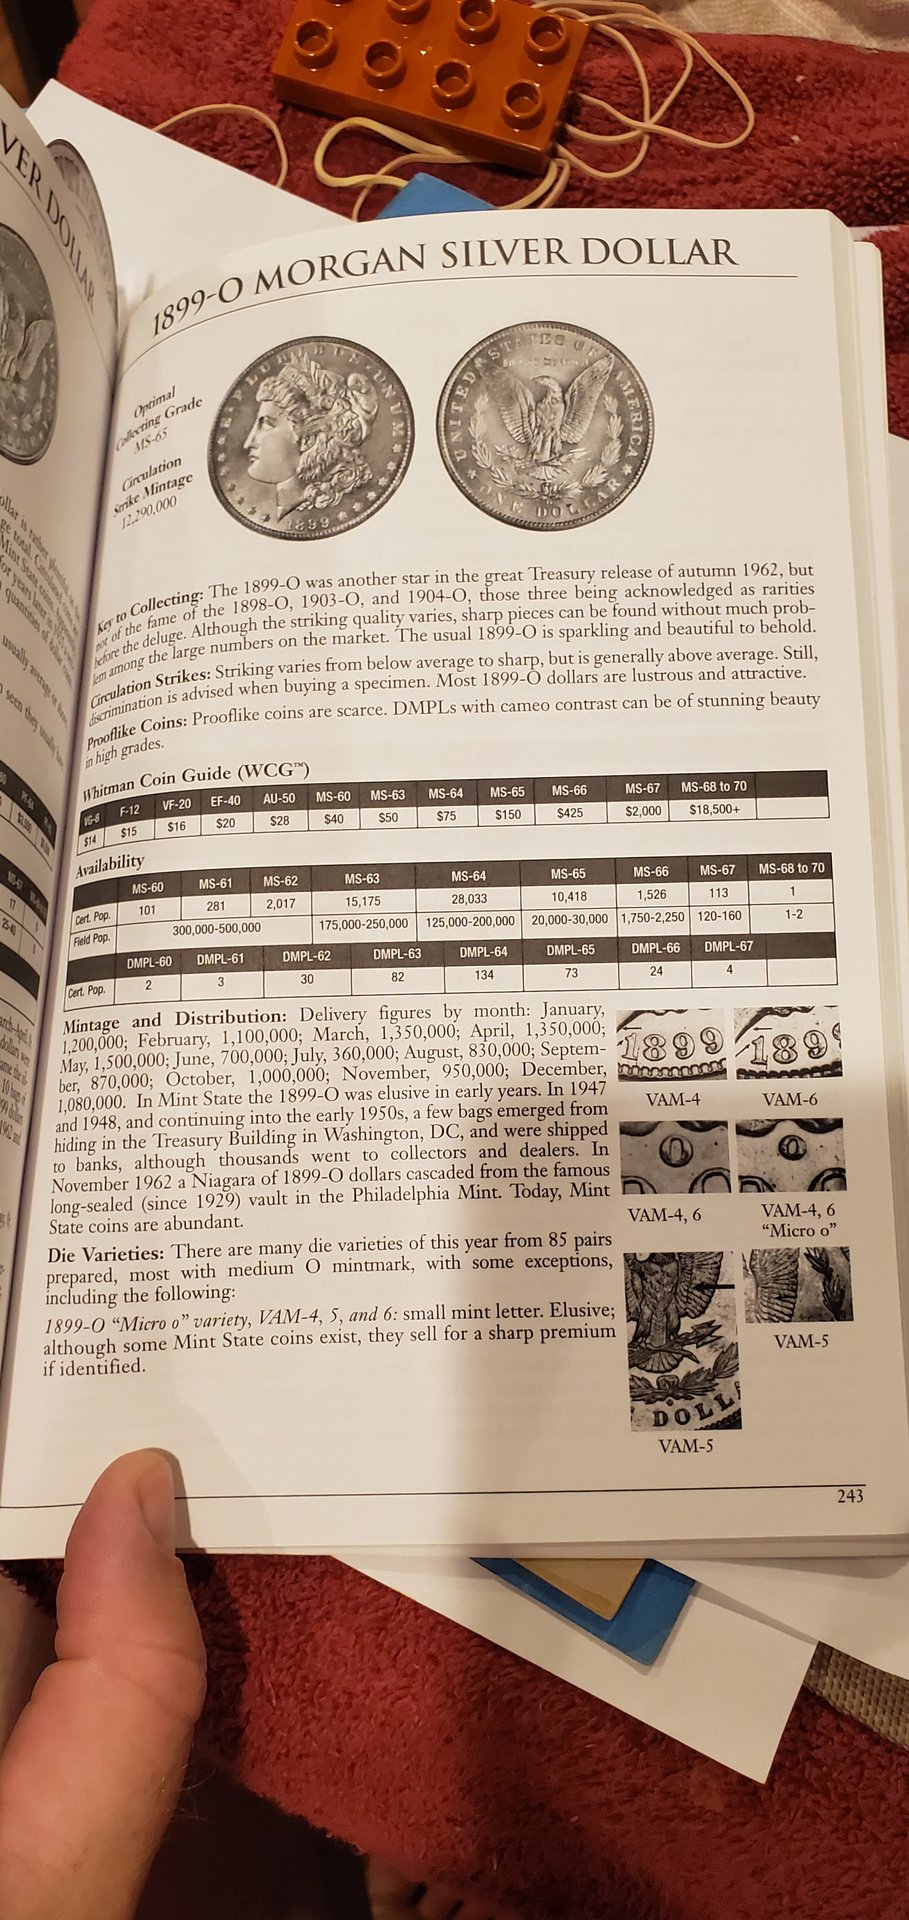 VER DOLLAR
1899-O MORGAN SILVER DOLLAR
Optimal
Collecting Grade
MS-65
Circulation
Strike Mintage
12,290,000
E · PLURIBUS · UNUM
1899
UNITED STATES OF AMERICA
ONE DOLLAR
Key to Collecting: The 1899-O was another star in the great Treasury release of autumn 1962, but
not of the fame of the 1898-O, 1903-O, and 1904-O, those three being acknowledged as rarities
before the deluge. Although the striking quality varies, sharp pieces can be found without much prob-
lem among the large numbers on the market. The usual 1899-O is sparkling and beautiful to behold.
Circulation Strikes: Striking varies from below average to sharp, but is generally above average. Still,
discrimination is advised when buying a specimen. Most 1899-O dollars are lustrous and attractive.
Prooflike Coins: Prooflike coins are scarce. DMPLs with cameo contrast can be of stunning beauty
in high grades.
Whitman Coin Guide (WCG™)
VG-8 F-12 VF-20 EF-40 AU-50 MS-60 MS-63 MS-64 MS-65 MS-66 MS-67 MS-68 to 70
$14 $15 $16 $20 $28 $40 $50 $75 $150 $425 $2,000 $18,500+
Availability
MS-60 MS-61 MS-62 MS-63 MS-64 MS-65 MS-66 MS-67 MS-68 to 70
Cert. Pop. 101 281 2,017 15,175 28,033 10,418 1,526 113 1
Field Pop. 300,000-500,000 175,000-250,000 125,000-200,000 20,000-30,000 1,750-2,250 120-160 1-2
DMPL-60 DMPL-61 DMPL-62 DMPL-63 DMPL-64 DMPL-65 DMPL-66 DMPL-67
Cert. Pop. 2 3 30 82 134 73 24 4
Mintage and Distribution: Delivery figures by month: January,
1,200,000; February, 1,100,000; March, 1,350,000; April, 1,350,000;
May, 1,500,000; June, 700,000; July, 360,000; August, 830,000; Septem-
ber, 870,000; October, 1,000,000; November, 950,000; December,
1,080,000. In Mint State the 1899-O was elusive in early years. In 1947
and 1948, and continuing into the early 1950s, a few bags emerged from
hiding in the Treasury Building in Washington, DC, and were shipped
to banks, although thousands went to collectors and dealers. In
November 1962 a Niagara of 1899-O dollars cascaded from the famous
long-sealed (since 1929) vault in the Philadelphia Mint. Today, Mint
State coins are abundant.
Die Varieties: There are many die varieties of this year from 85 pairs
prepared, most with medium O mintmark, with some exceptions,
including the following:
1899-O "Micro o" variety, VAM-4, 5, and 6: small mint letter. Elusive;
although some Mint State coins exist, they sell for a sharp premium
if identified.
1899
189
VAM-4
VAM-6
O
O
VAM-4, 6
VAM-4, 6
"Micro o"
VAM-5
DOLL
VAM-5
243